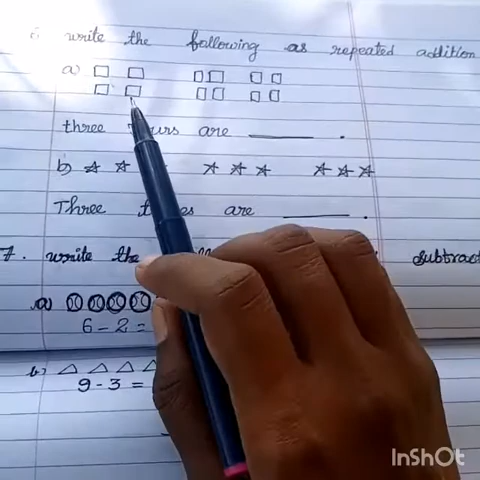 write the following as repeated addition
a)
three are ______ .
b)
Three are ______ .
7. write the subtract
a)
6 - 2 =
b)
9 - 3 =
InShOt